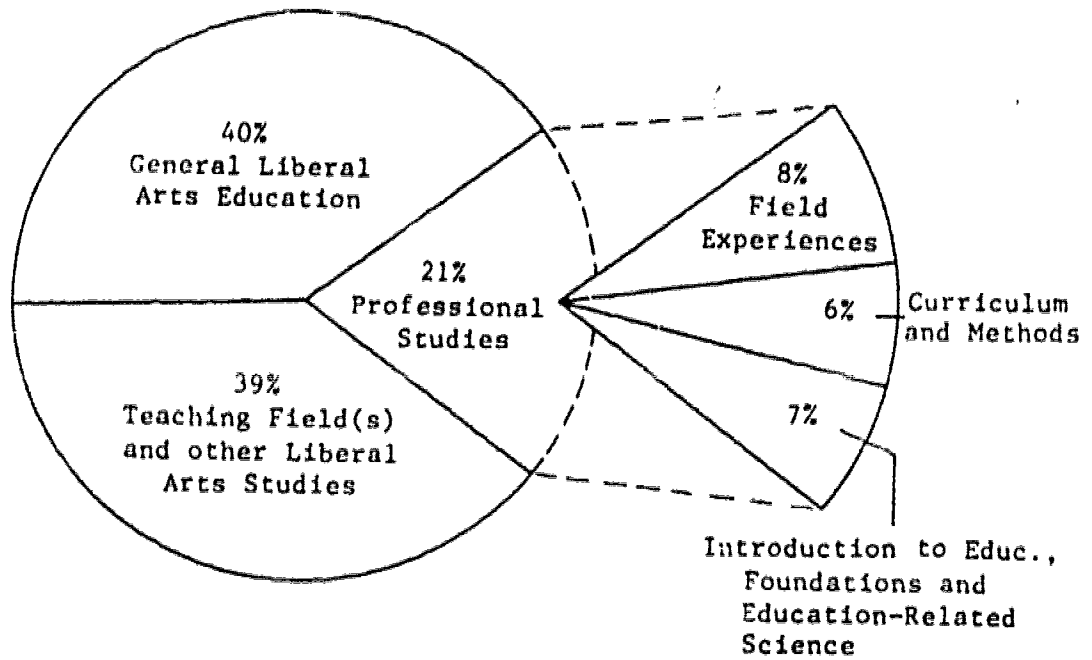 40%
General Liberal
Arts Education
21%
Professional
Studies
39%
Teaching Field(s)
and other Liberal
Arts Studies
8%
Field
Experiences
6%
Curriculum
and Methods
7%
Introduction to Educ.,
Foundations and
Education-Related
Science